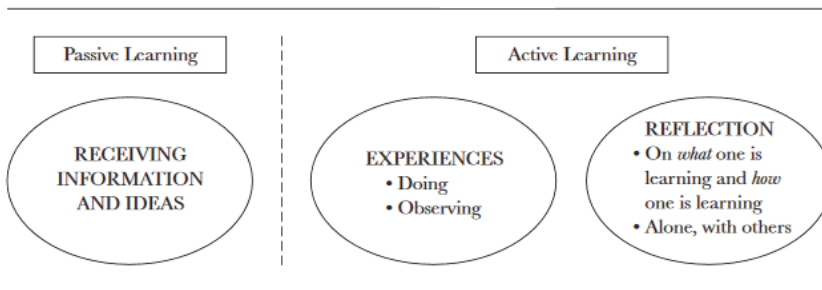 Passive Learning
Active Learning
RECEIVING
INFORMATION
AND IDEAS
EXPERIENCES
• Doing
• Observing
REFLECTION
• On what one is
learning and how
one is learning
• Alone, with others